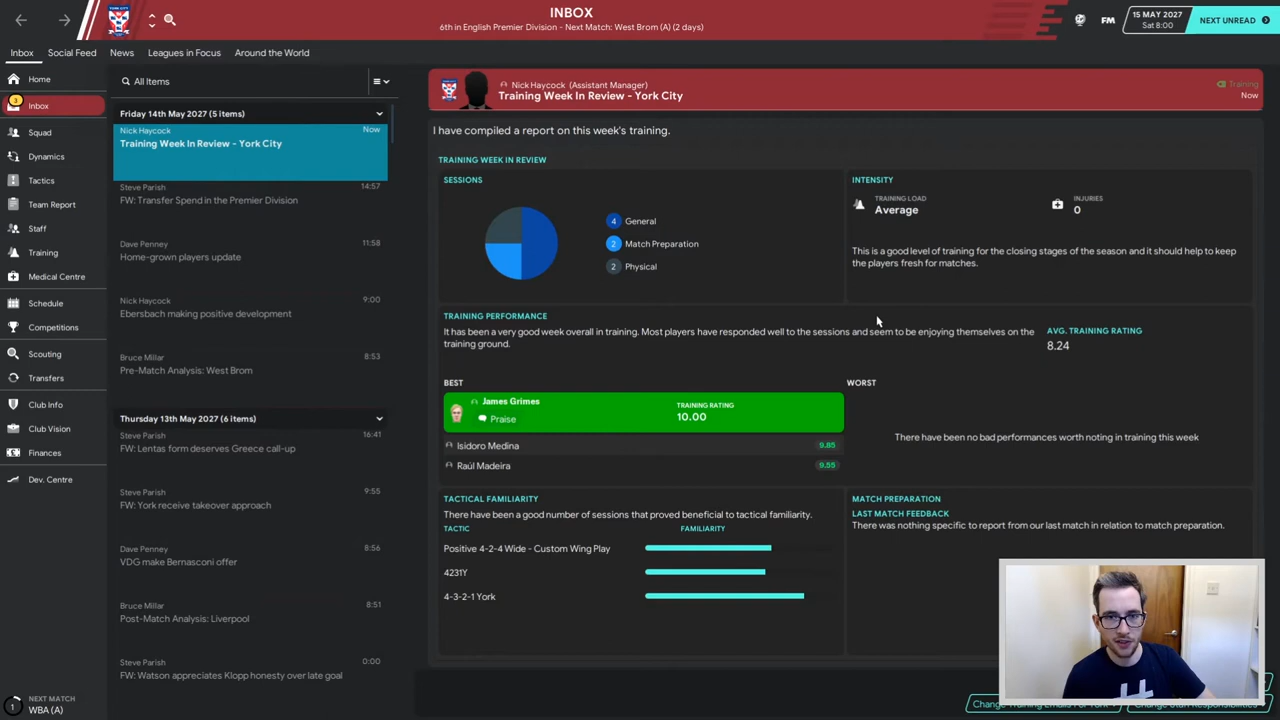 INBOX
6th in English Premier Division - Next Match: West Brom (A) (2 days)
FM
15 MAY 2027
Sat 8:00
NEXT UNREAD
Inbox
Social Feed
News
Leagues in Focus
Around the World
Home
3
Inbox
Squad
Dynamics
Tactics
Team Report
Staff
Training
Medical Centre
Schedule
Competitions
Scouting
Transfers
Club Info
Club Vision
Finances
Dev. Centre
1
NEXT MATCH
WBA (A)
All Items
Friday 14th May 2027 (5 items)
Nick Haycock
Now
Training Week In Review - York City
Steve Parish
14:57
FW: Transfer Spend in the Premier Division
Dave Penney
11:58
Home-grown players update
Nick Haycock
9:00
Ebersbach making positive development
Bruce Millar
8:53
Pre-Match Analysis: West Brom
Thursday 13th May 2027 (6 items)
Steve Parish
16:41
FW: Lentas form deserves Greece call-up
Steve Parish
9:55
FW: York receive takeover approach
Dave Penney
8:56
VDG make Bernasconi offer
Bruce Millar
8:51
Post-Match Analysis: Liverpool
Steve Parish
0:00
FW: Watson appreciates Klopp honesty over late goal
Nick Haycock (Assistant Manager)
Training Week In Review - York City
Training
Now
I have compiled a report on this week's training.
TRAINING WEEK IN REVIEW
SESSIONS
4 General
2 Match Preparation
2 Physical
INTENSITY
TRAINING LOAD
Average
INJURIES
0
This is a good level of training for the closing stages of the season and it should help to keep
the players fresh for matches.
TRAINING PERFORMANCE
It has been a very good week overall in training. Most players have responded well to the sessions and seem to be enjoying themselves on the
training ground.
AVG. TRAINING RATING
8.24
BEST
James Grimes
Praise
TRAINING RATING
10.00
Isidoro Medina
9.85
Raúl Madeira
9.55
WORST
There have been no bad performances worth noting in training this week
TACTICAL FAMILIARITY
There have been a good number of sessions that proved beneficial to tactical familiarity.
TACTIC
FAMILIARITY
Positive 4-2-4 Wide - Custom Wing Play
4231Y
4-3-2-1 York
MATCH PREPARATION
LAST MATCH FEEDBACK
There was nothing specific to report from our last match in relation to match preparation.
Change Training Emails For York
Change Staff Responsibilities